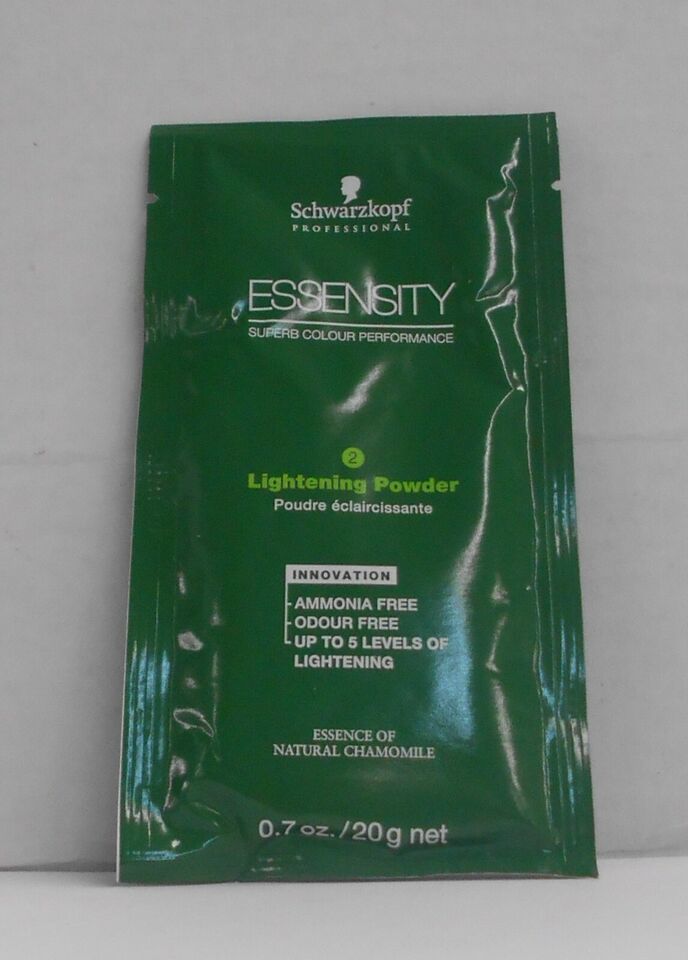 Schwarzkopf
PROFESSIONAL
ESSENSITY
SUPERB COLOUR PERFORMANCE
2
Lightening Powder
Poudre éclaircissante
INNOVATION
- AMMONIA FREE
- ODOUR FREE
- UP TO 5 LEVELS OF
LIGHTENING
ESSENCE OF
NATURAL CHAMOMILE
0.7 oz./20g net